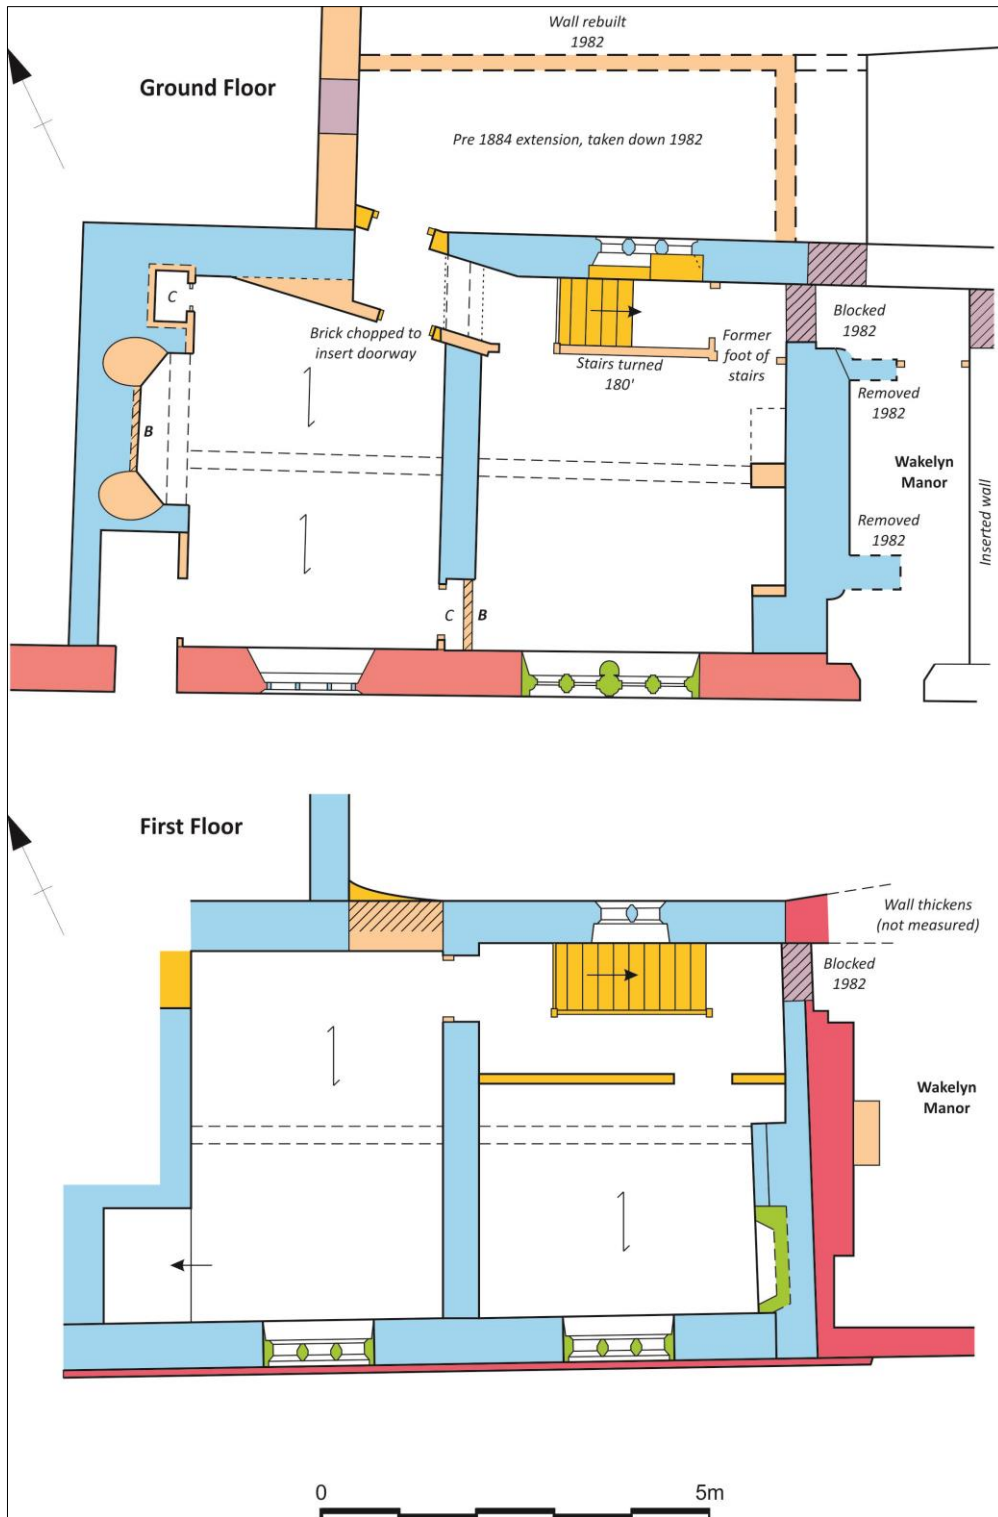 Wall rebuilt
1982
Ground Floor
Pre 1884 extension, taken down 1982
C
Brick chopped to
insert doorway
Stairs turned
180'
Former
foot of
stairs
Blocked
1982
Removed
1982
B
Wakelyn
Manor
Removed
1982
Inserted wall
C
B
First Floor
Wall thickens
(not measured)
Blocked
1982
Wakelyn
Manor
0
5m